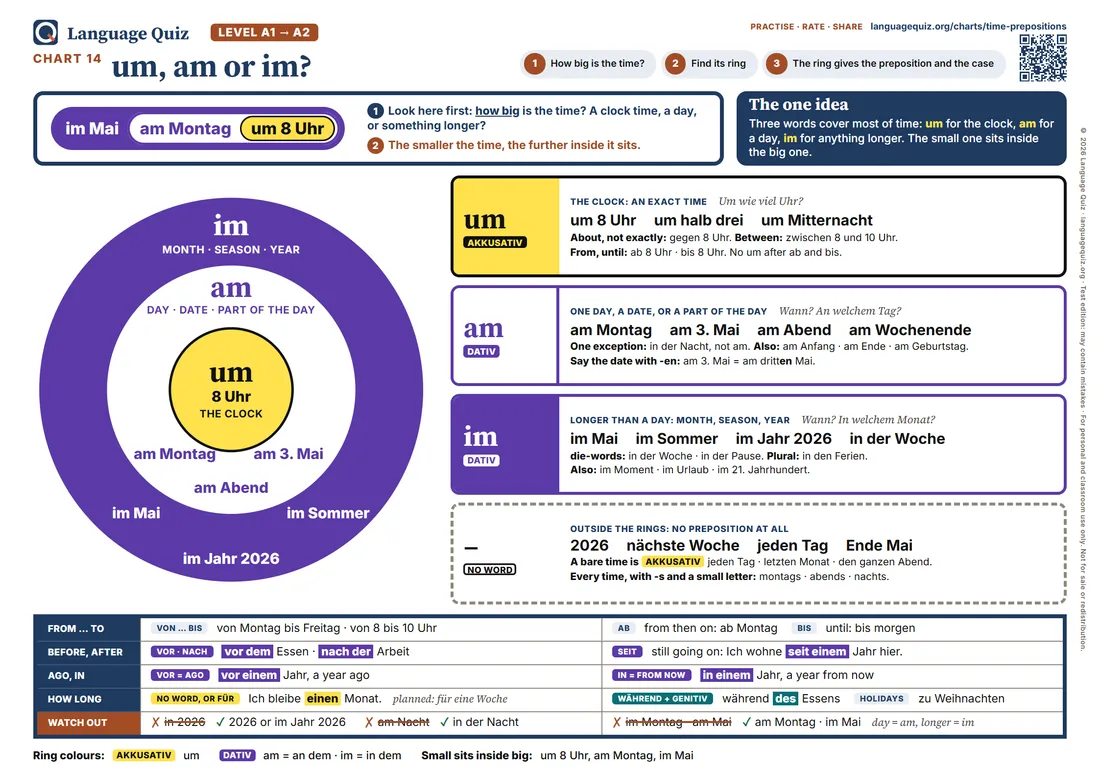 Language Quiz
LEVEL A1 → A2
CHART 14
um, am or im?
PRACTISE · RATE · SHARE languagequiz.org/charts/time-prepositions
1 How big is the time?
2 Find its ring
3 The ring gives the preposition and the case
im Mai am Montag um 8 Uhr
1 Look here first: how big is the time? A clock time, a day,
or something longer?
2 The smaller the time, the further inside it sits.
The one idea
Three words cover most of time: um for the clock, am for
a day, im for anything longer. The small one sits inside
the big one.
im
MONTH · SEASON · YEAR
am
DAY · DATE · PART OF THE DAY
um
8 Uhr
THE CLOCK
am Montag am 3. Mai
am Abend
im Mai im Sommer
im Jahr 2026
um
AKKUSATIV
THE CLOCK: AN EXACT TIME Um wie viel Uhr?
um 8 Uhr um halb drei um Mitternacht
About, not exactly: gegen 8 Uhr. Between: zwischen 8 und 10 Uhr.
From, until: ab 8 Uhr · bis 8 Uhr. No um after ab and bis.
am
DATIV
ONE DAY, A DATE, OR A PART OF THE DAY Wann? An welchem Tag?
am Montag am 3. Mai am Abend am Wochenende
One exception: in der Nacht, not am. Also: am Anfang · am Ende · am Geburtstag.
Say the date with -en: am 3. Mai = am dritten Mai.
im
DATIV
LONGER THAN A DAY: MONTH, SEASON, YEAR Wann? In welchem Monat?
im Mai im Sommer im Jahr 2026 in der Woche
die-words: in der Woche · in der Pause. Plural: in den Ferien.
Also: im Moment · im Urlaub · im 21. Jahrhundert.
–
NO WORD
OUTSIDE THE RINGS: NO PREPOSITION AT ALL
2026 nächste Woche jeden Tag Ende Mai
A bare time is AKKUSATIV jeden Tag · letzten Monat · den ganzen Abend.
Every time, with -s and a small letter: montags · abends · nachts.
FROM … TO VON … BIS von Montag bis Freitag · von 8 bis 10 Uhr AB from then on: ab Montag BIS until: bis morgen
BEFORE, AFTER VOR · NACH vor dem Essen · nach der Arbeit SEIT still going on: Ich wohne seit einem Jahr hier.
AGO, IN VOR = AGO vor einem Jahr, a year ago IN = FROM NOW in einem Jahr, a year from now
HOW LONG NO WORD, OR FÜR Ich bleibe einen Monat. planned: für eine Woche WÄHREND + GENITIV während des Essens HOLIDAYS zu Weihnachten
WATCH OUT ✗ in 2026 ✓ 2026 or im Jahr 2026 ✗ am Nacht ✓ in der Nacht ✗ im Montag · am Mai ✓ am Montag · im Mai day = am, longer = im
Ring colours: AKKUSATIV um DATIV am = an dem · im = in dem Small sits inside big: um 8 Uhr, am Montag, im Mai
© 2026 Language Quiz · languagequiz.org · Test edition: may contain mistakes · For personal and classroom use only. Not for sale or redistribution.